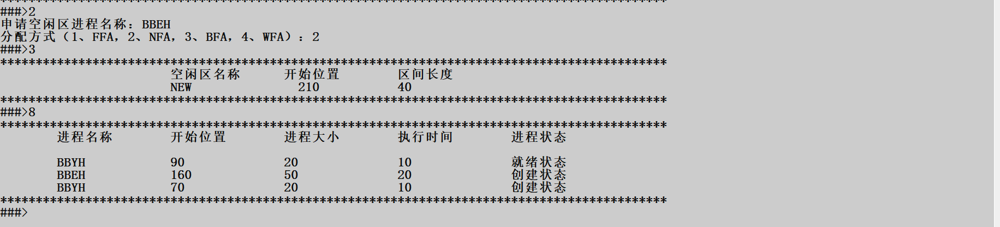 **********************************************************************************************
###>2
申请空闲区进程名称：BBEH
分配方式（1、FFA，2、NFA，3、BFA，4、WFA）：2
###>3
**********************************************************************************************
空闲区名称 开始位置 区间长度
NEW 210 40
**********************************************************************************************
###>8
**********************************************************************************************
进程名称 开始位置 进程大小 执行时间 进程状态
BBYH 90 20 10 就绪状态
BBEH 160 50 20 创建状态
BBYH 70 20 10 创建状态
**********************************************************************************************
###>